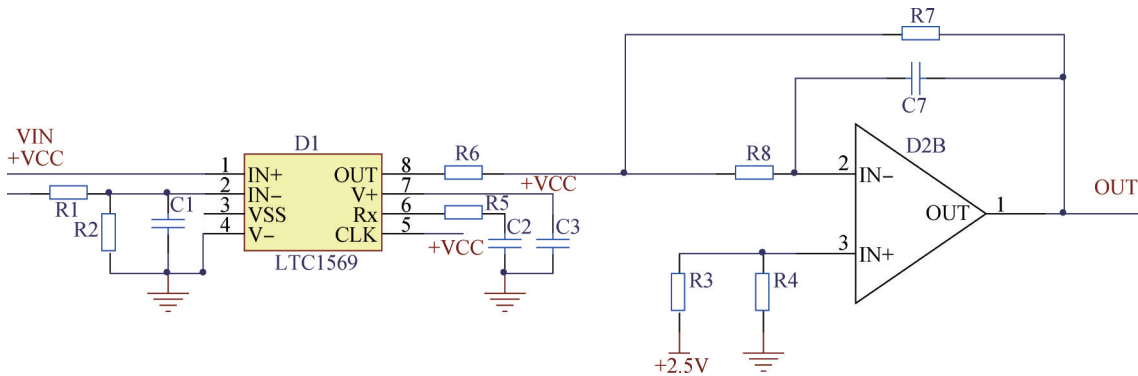 R7
C7
VIN
+VCC
D1
D2B
1 IN+ OUT 8 R6
R8 2 IN-
OUT
R1 2 IN- V+ 7 +VCC
R2 C1 3 VSS Rx 6 R5 C2 C3
OUT 1
4 V- CLK 5 +VCC
LTC1569
3 IN+
R3 R4
+2.5V